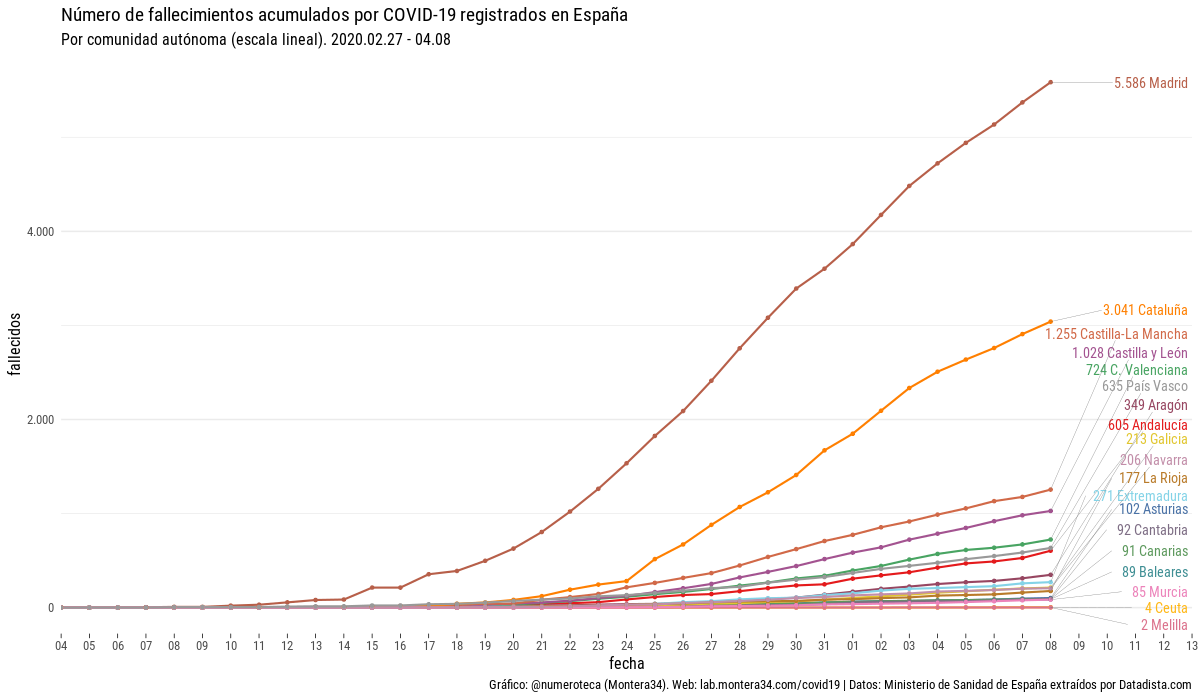 Número de fallecimientos acumulados por COVID-19 registrados en España
Por comunidad autónoma (escala lineal). 2020.02.27 - 04.08
fallecidos
4.000
2.000
0
5.586 Madrid
3.041 Cataluña
1.255 Castilla-La Mancha
1.028 Castilla y León
724 C. Valenciana
635 País Vasco
349 Aragón
605 Andalucía
213 Galicia
206 Navarra
177 La Rioja
271 Extremadura
102 Asturias
92 Cantabria
91 Canarias
89 Baleares
85 Murcia
4 Ceuta
2 Melilla
04 05 06 07 08 09 10 11 12 13 14 15 16 17 18 19 20 21 22 23 24 25 26 27 28 29 30 31 01 02 03 04 05 06 07 08 09 10 11 12 13
fecha
Gráfico: @numeroteca (Montera34). Web: lab.montera34.com/covid19 | Datos: Ministerio de Sanidad de España extraídos por Datadista.com